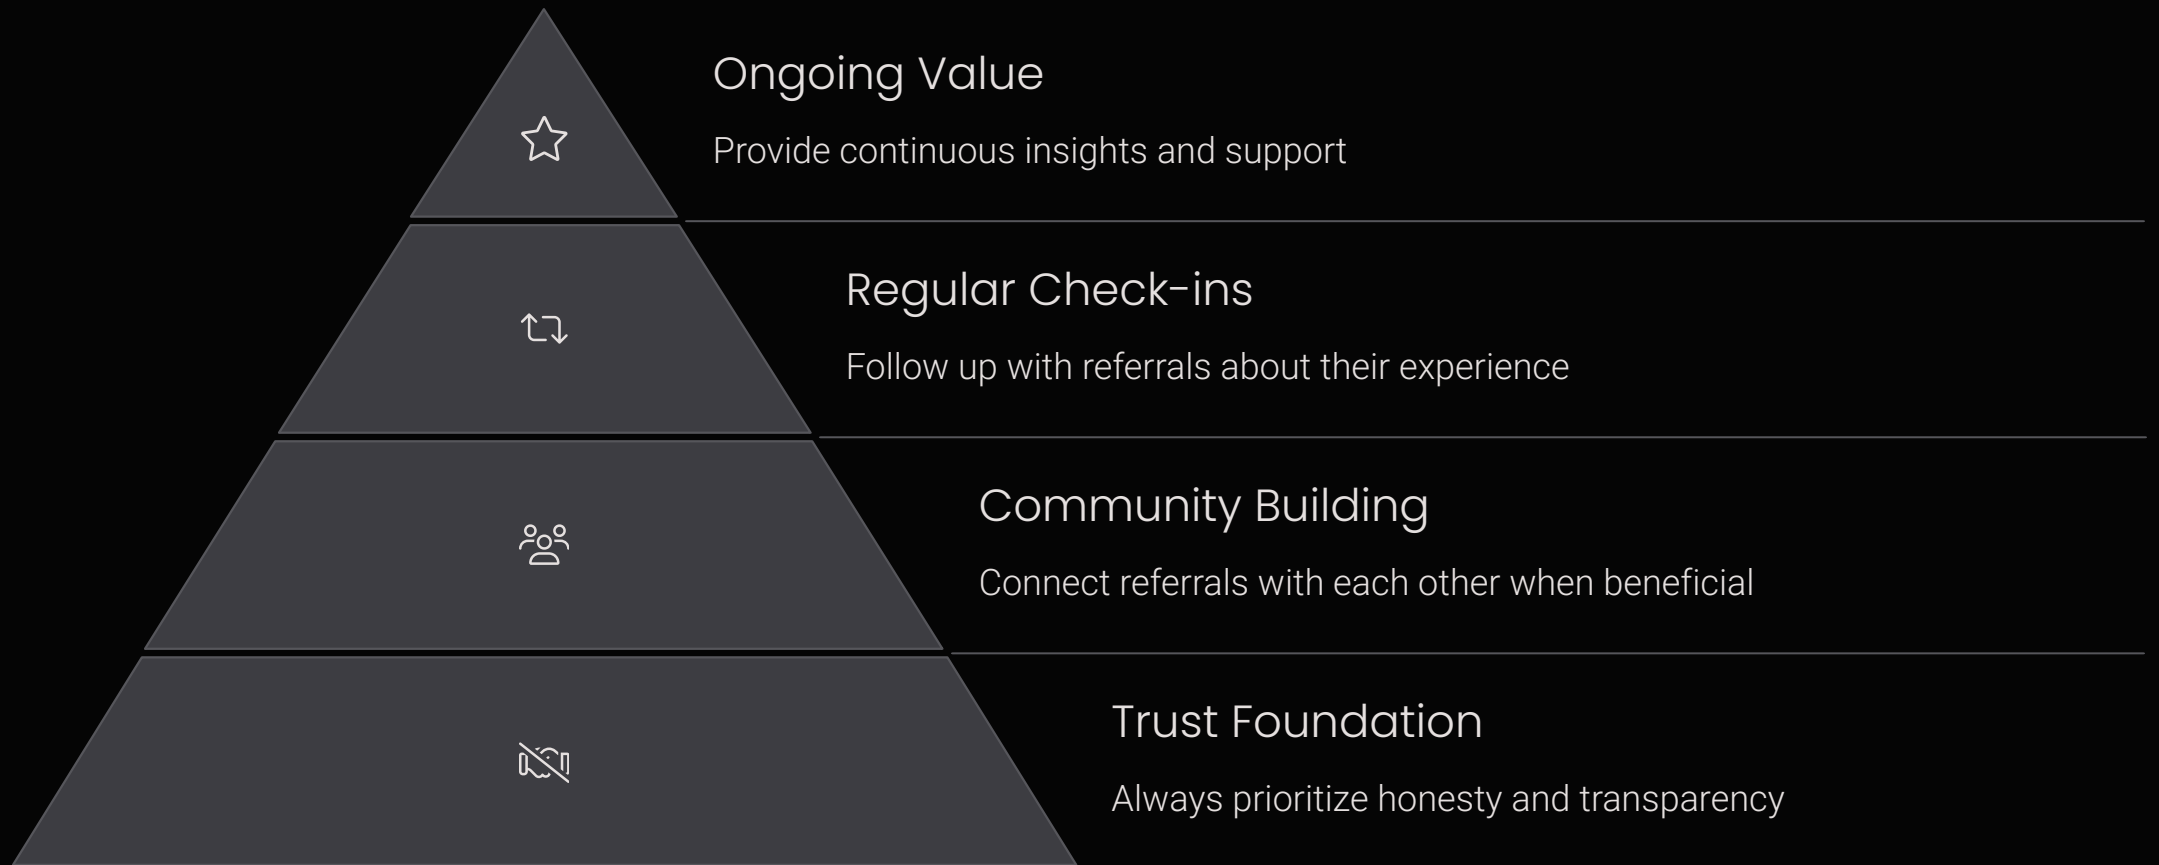 Ongoing Value
Provide continuous insights and support
Regular Check-ins
Follow up with referrals about their experience
Community Building
Connect referrals with each other when beneficial
Trust Foundation
Always prioritize honesty and transparency